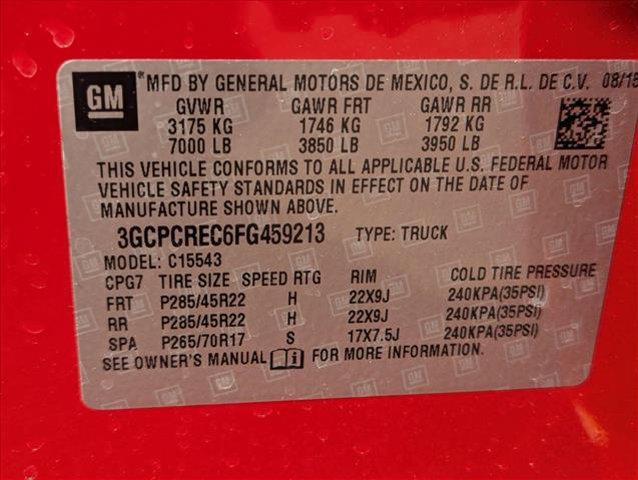 GM *MFD BY GENERAL MOTORS DE MEXICO, S. DE R.L. DE C.V. 08/15
GVWR GAWR FRT GAWR RR
3175 KG 1746 KG 1792 KG
7000 LB 3850 LB 3950 LB
THIS VEHICLE CONFORMS TO ALL APPLICABLE U.S. FEDERAL MOTOR
VEHICLE SAFETY STANDARDS IN EFFECT ON THE DATE OF
MANUFACTURE SHOWN ABOVE.
3GCPCREC6FG459213 TYPE: TRUCK
MODEL: C15543
CPG7 TIRE SIZE SPEED RTG RIM COLD TIRE PRESSURE
FRT P285/45R22 H 22X9J 240KPA(35PSI)
RR P285/45R22 H 22X9J 240KPA(35PSI)
SPA P265/70R17 S 17X7.5J 240KPA(35PSI)
SEE OWNER'S MANUAL FOR MORE INFORMATION.